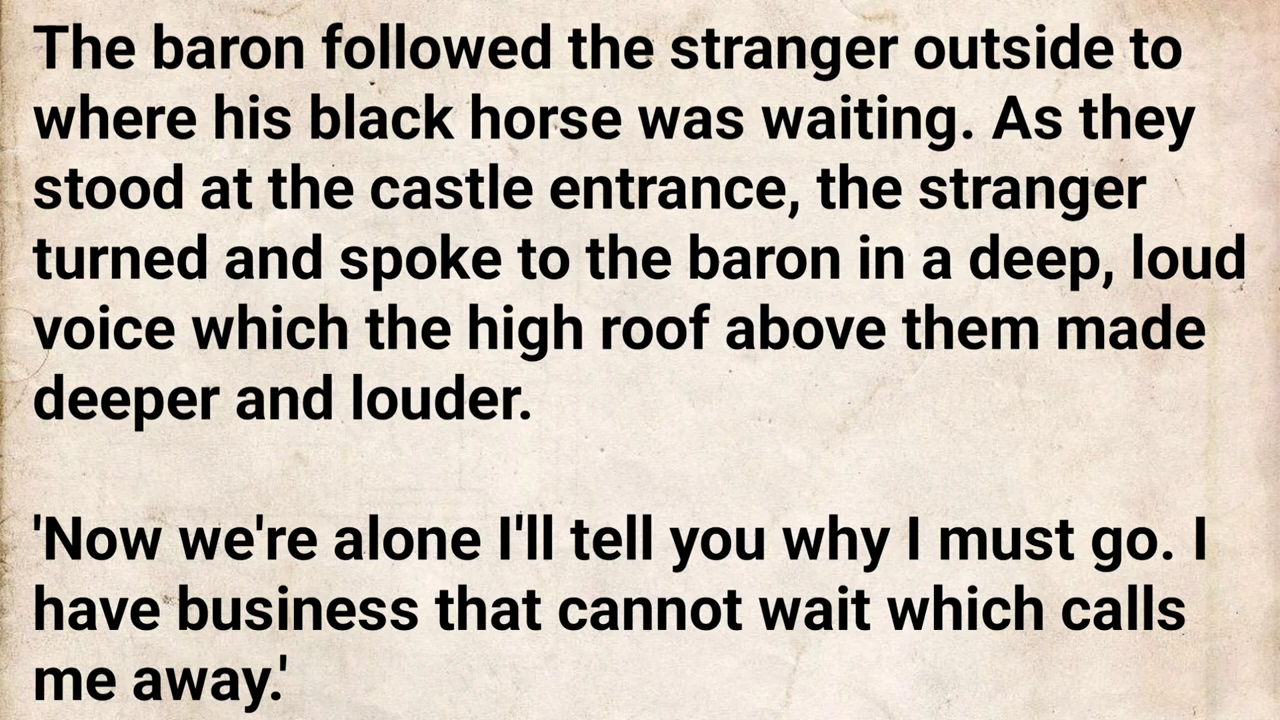 The baron followed the stranger outside to
where his black horse was waiting. As they
stood at the castle entrance, the stranger
turned and spoke to the baron in a deep, loud
voice which the high roof above them made
deeper and louder.
'Now we're alone I'll tell you why I must go. I
have business that cannot wait which calls
me away.'